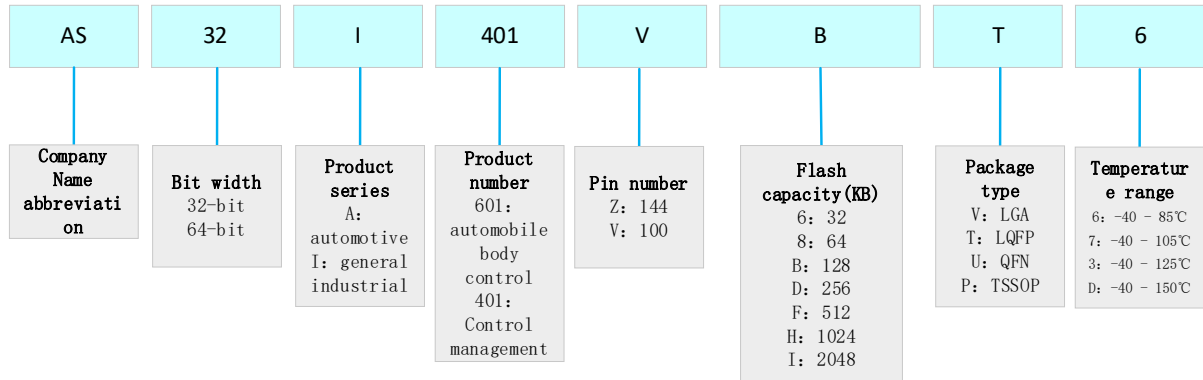 AS
32
I
401
V
B
T
6
Company
Name
abbreviati
on
Bit width
32-bit
64-bit
Product
series
A:
automotive
I: general
industrial
Product
number
601:
automobile
body
control
401:
Control
management
Pin number
Z: 144
V: 100
Flash
capacity(KB)
6: 32
8: 64
B: 128
D: 256
F: 512
H: 1024
I: 2048
Package
type
V: LGA
T: LQFP
U: QFN
P: TSSOP
Temperatur
e range
6: -40 - 85℃
7: -40 - 105℃
3: -40 - 125℃
D: -40 - 150℃